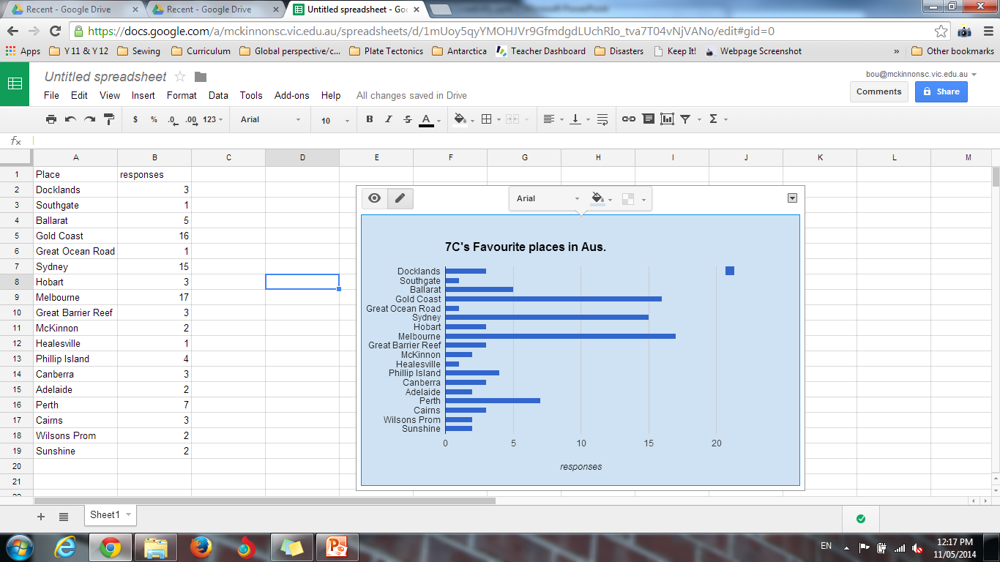 Recent - Google Drive
Recent - Google Drive
Untitled spreadsheet - Goo
https://docs.google.com/a/mckinnonsc.vic.edu.au/spreadsheets/d/1mUoy5qyYMOHJVr9GfmdgdLUchRIo_tva7T04vNjVANo/edit#gid=0
Apps Y 11 & Y 12 Sewing Curriculum Global perspective/c... Plate Tectonics Antarctica Teacher Dashboard Disasters Keep It! Webpage Screenshot » Other bookmarks
Untitled spreadsheet
bou@mckinnonsc.vic.edu.au
File Edit View Insert Format Data Tools Add-ons Help All changes saved in Drive
Comments Share
$ % .0 .00 123 Arial 10 B I S A Σ
fx
A B C D E F G H I J K L M
1 Place responses
2 Docklands 3
3 Southgate 1
4 Ballarat 5
5 Gold Coast 16
6 Great Ocean Road 1
7 Sydney 15
8 Hobart 3
9 Melbourne 17
10 Great Barrier Reef 3
11 McKinnon 2
12 Healesville 1
13 Phillip Island 4
14 Canberra 3
15 Adelaide 2
16 Perth 7
17 Cairns 3
18 Wilsons Prom 2
19 Sunshine 2
20
21
Arial
7C's Favourite places in Aus.
Docklands
Southgate
Ballarat
Gold Coast
Great Ocean Road
Sydney
Hobart
Melbourne
Great Barrier Reef
McKinnon
Healesville
Phillip Island
Canberra
Adelaide
Perth
Cairns
Wilsons Prom
Sunshine
0 5 10 15 20
responses
Sheet1
EN
12:17 PM
11/05/2014